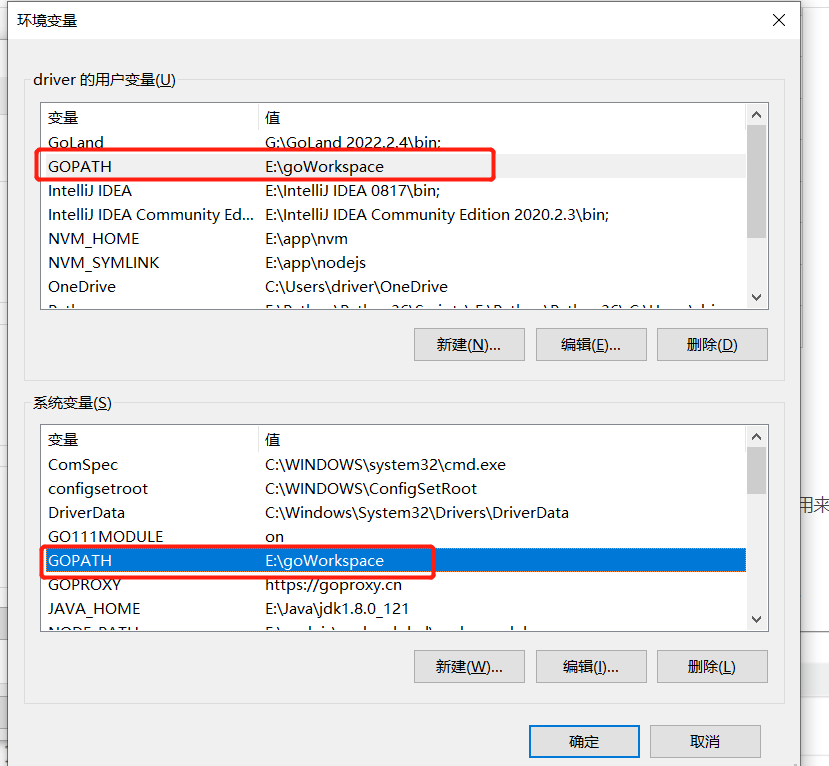 环境变量
driver 的用户变量(U)
变量 值
GoLand G:\GoLand 2022.2.4\bin;
GOPATH E:\goWorkspace
IntelliJ IDEA E:\IntelliJ IDEA 0817\bin;
IntelliJ IDEA Community Ed... E:\IntelliJ IDEA Community Edition 2020.2.3\bin;
NVM_HOME E:\app\nvm
NVM_SYMLINK E:\app\nodejs
OneDrive C:\Users\driver\OneDrive
新建(N)... 编辑(E)... 删除(D)
系统变量(S)
变量 值
ComSpec C:\WINDOWS\system32\cmd.exe
configsetroot C:\WINDOWS\ConfigSetRoot
DriverData C:\Windows\System32\Drivers\DriverData
GO111MODULE on
用来
GOPATH E:\goWorkspace
GOPROXY https://goproxy.cn
JAVA_HOME E:\Java\jdk1.8.0_121
新建(W)... 编辑(I)... 删除(L)
确定 取消